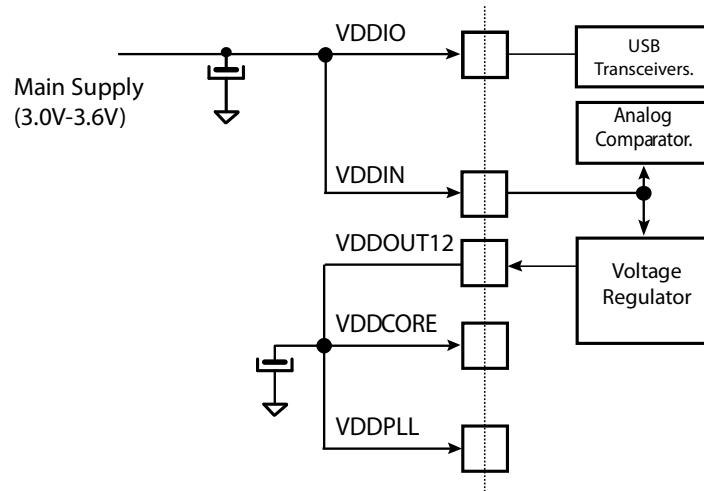 VDDIO
USB
Transceivers.
Main Supply
(3.0V-3.6V)
Analog
Comparator.
VDDIN
VDDOUT12
Voltage
Regulator
VDDCORE
VDDPLL